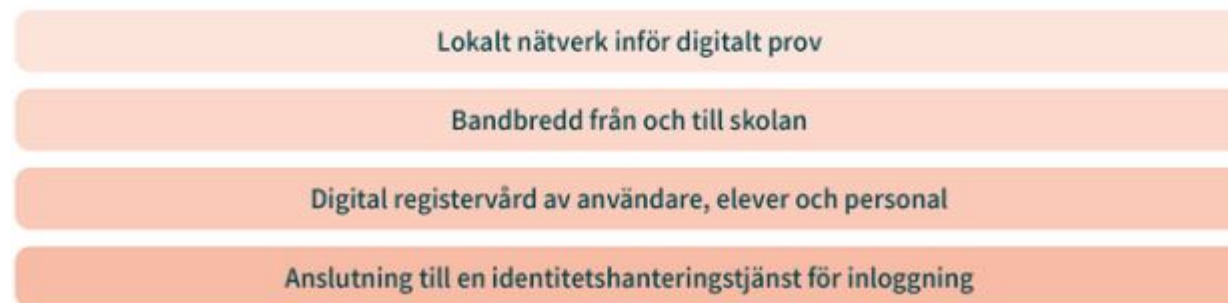 Lokalt nätverk inför digitalt prov
Bandbredd från och till skolan
Digital registervård av användare, elever och personal
Anslutning till en identitetshanteringstjänst för inloggning